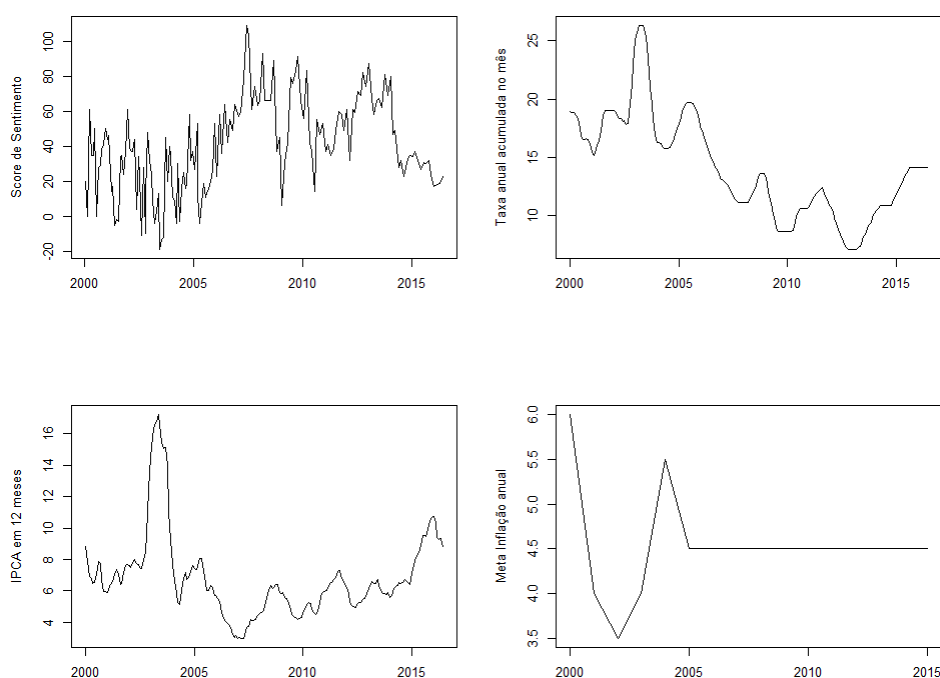 Score de Sentimento
-20 0 20 40 60 80 100
2000 2005 2010 2015
Taxa anual acumulada no mês
10 15 20 25
2000 2005 2010 2015
IPCA em 12 meses
4 6 8 10 12 14 16
2000 2005 2010 2015
Meta Inflação anual
3.5 4.0 4.5 5.0 5.5 6.0
2000 2005 2010 2015